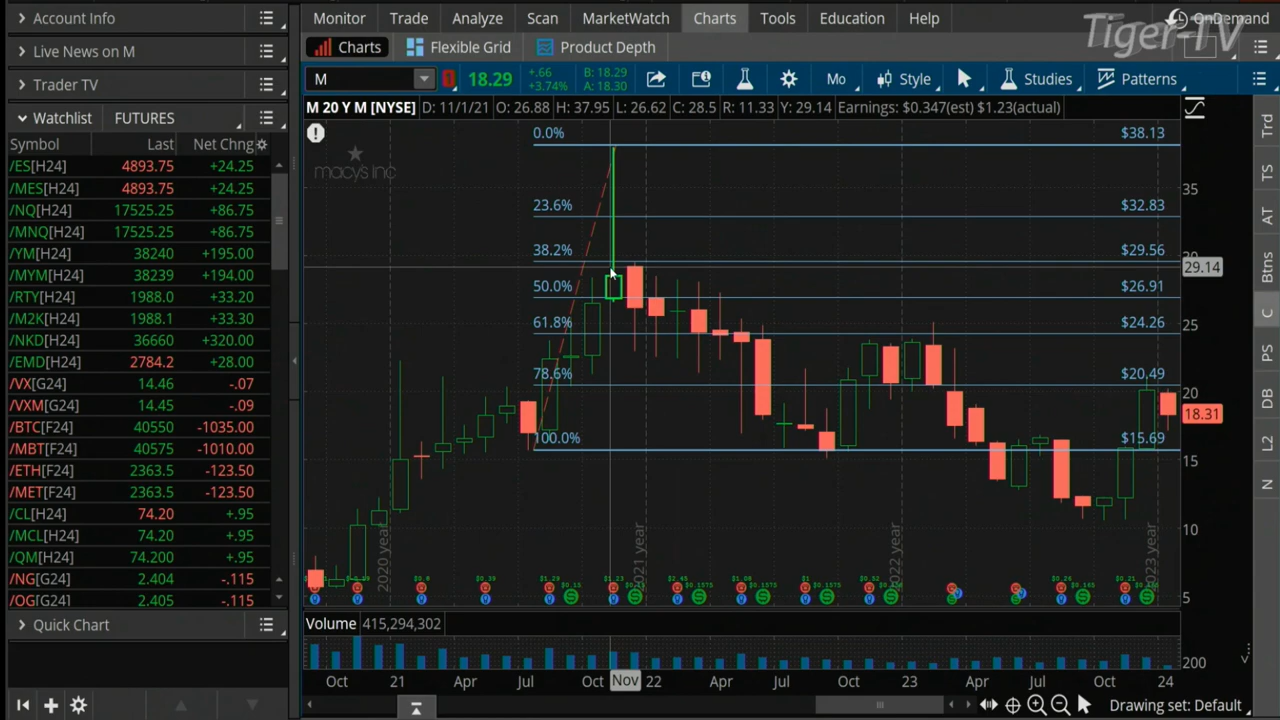 Account Info
Monitor Trade Analyze Scan MarketWatch Charts Tools Education Help OnDemand
Tiger-TV
Live News on M
Charts Flexible Grid Product Depth
Trader TV
M 18.29 +.66 +3.74% B: 18.29 A: 18.30 Mo Style Studies Patterns
Watchlist FUTURES
M 20 Y M [NYSE] D: 11/1/21 O: 26.88 H: 37.95 L: 26.62 C: 28.5 R: 11.33 Y: 29.14 Earnings: $0.347(est) $1.23(actual)
Symbol Last Net Chng
/ES[H24] 4893.75 +24.25
/MES[H24] 4893.75 +24.25
/NQ[H24] 17525.25 +86.75
/MNQ[H24] 17525.25 +86.75
/YM[H24] 38240 +195.00
/MYM[H24] 38239 +194.00
/RTY[H24] 1988.0 +33.20
/M2K[H24] 1988.1 +33.30
/NKD[H24] 36660 +320.00
/EMD[H24] 2784.2 +28.00
/VX[G24] 14.46 -.07
/VXM[G24] 14.45 -.09
/BTC[F24] 40550 -1035.00
/MBT[F24] 40575 -1010.00
/ETH[F24] 2363.5 -123.50
/MET[F24] 2363.5 -123.50
/CL[H24] 74.20 +.95
/MCL[H24] 74.20 +.95
/QM[H24] 74.200 +.95
/NG[G24] 2.404 -.115
/QG[G24] 2.405 -.115
Quick Chart
macys inc
0.0% $38.13
23.6% $32.83
38.2% $29.56
50.0% $26.91
61.8% $24.26
78.6% $20.49
100.0% $15.69
35
30
29.14
25
20
18.31
15
10
5
2020 year
2021 year
2022 year
2023 year
Volume 415,294,302
200
Oct 21 Apr Jul Oct Nov 22 Apr Jul Oct 23 Apr Jul Oct 24
Drawing set: Default
Trd
TS
AT
Btns
C
PS
DB
L2
N